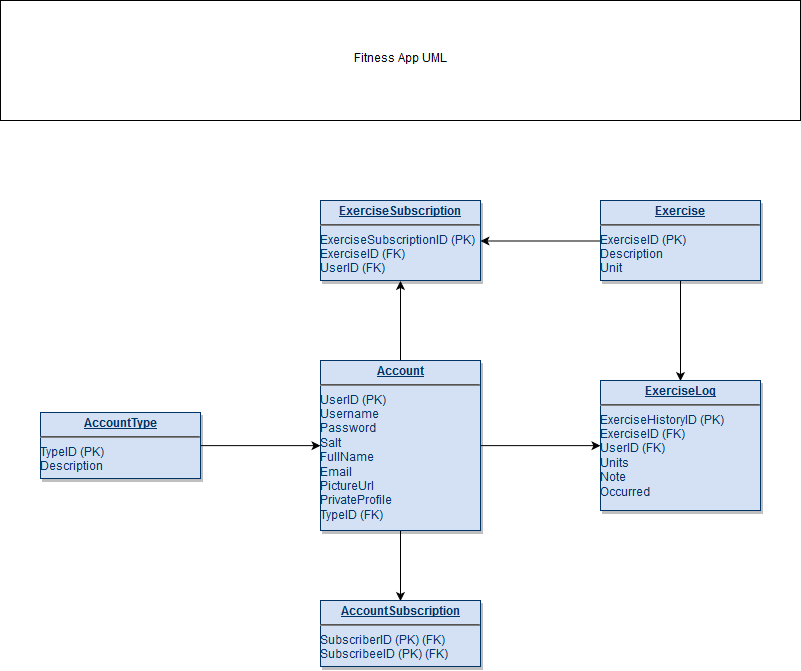 Fitness App UML
ExerciseSubscription
ExerciseSubscriptionID (PK)
ExerciseID (FK)
UserID (FK)
Exercise
ExerciseID (PK)
Description
Unit
Account
UserID (PK)
Username
Password
Salt
FullName
Email
PictureUrl
PrivateProfile
TypeID (FK)
AccountType
TypeID (PK)
Description
ExerciseLog
ExerciseHistoryID (PK)
ExerciseID (FK)
UserID (FK)
Units
Note
Occurred
AccountSubscription
SubscriberID (PK) (FK)
SubscribeeID (PK) (FK)